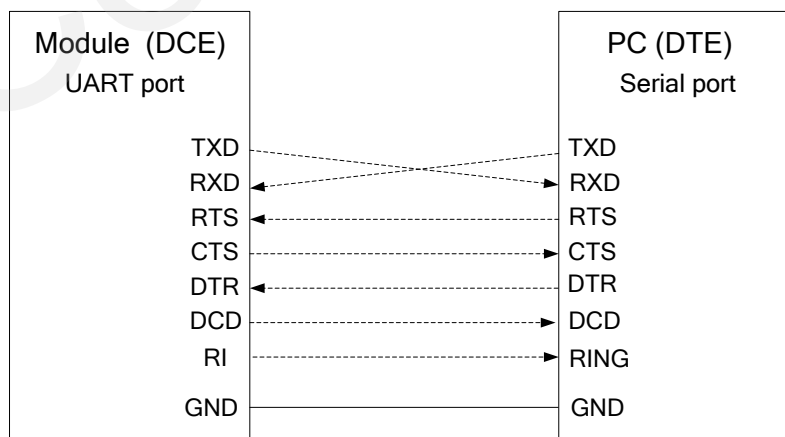 Module (DCE)
UART port
PC (DTE)
Serial port
TXD TXD
RXD RXD
RTS RTS
CTS CTS
DTR DTR
DCD DCD
RI RING
GND GND